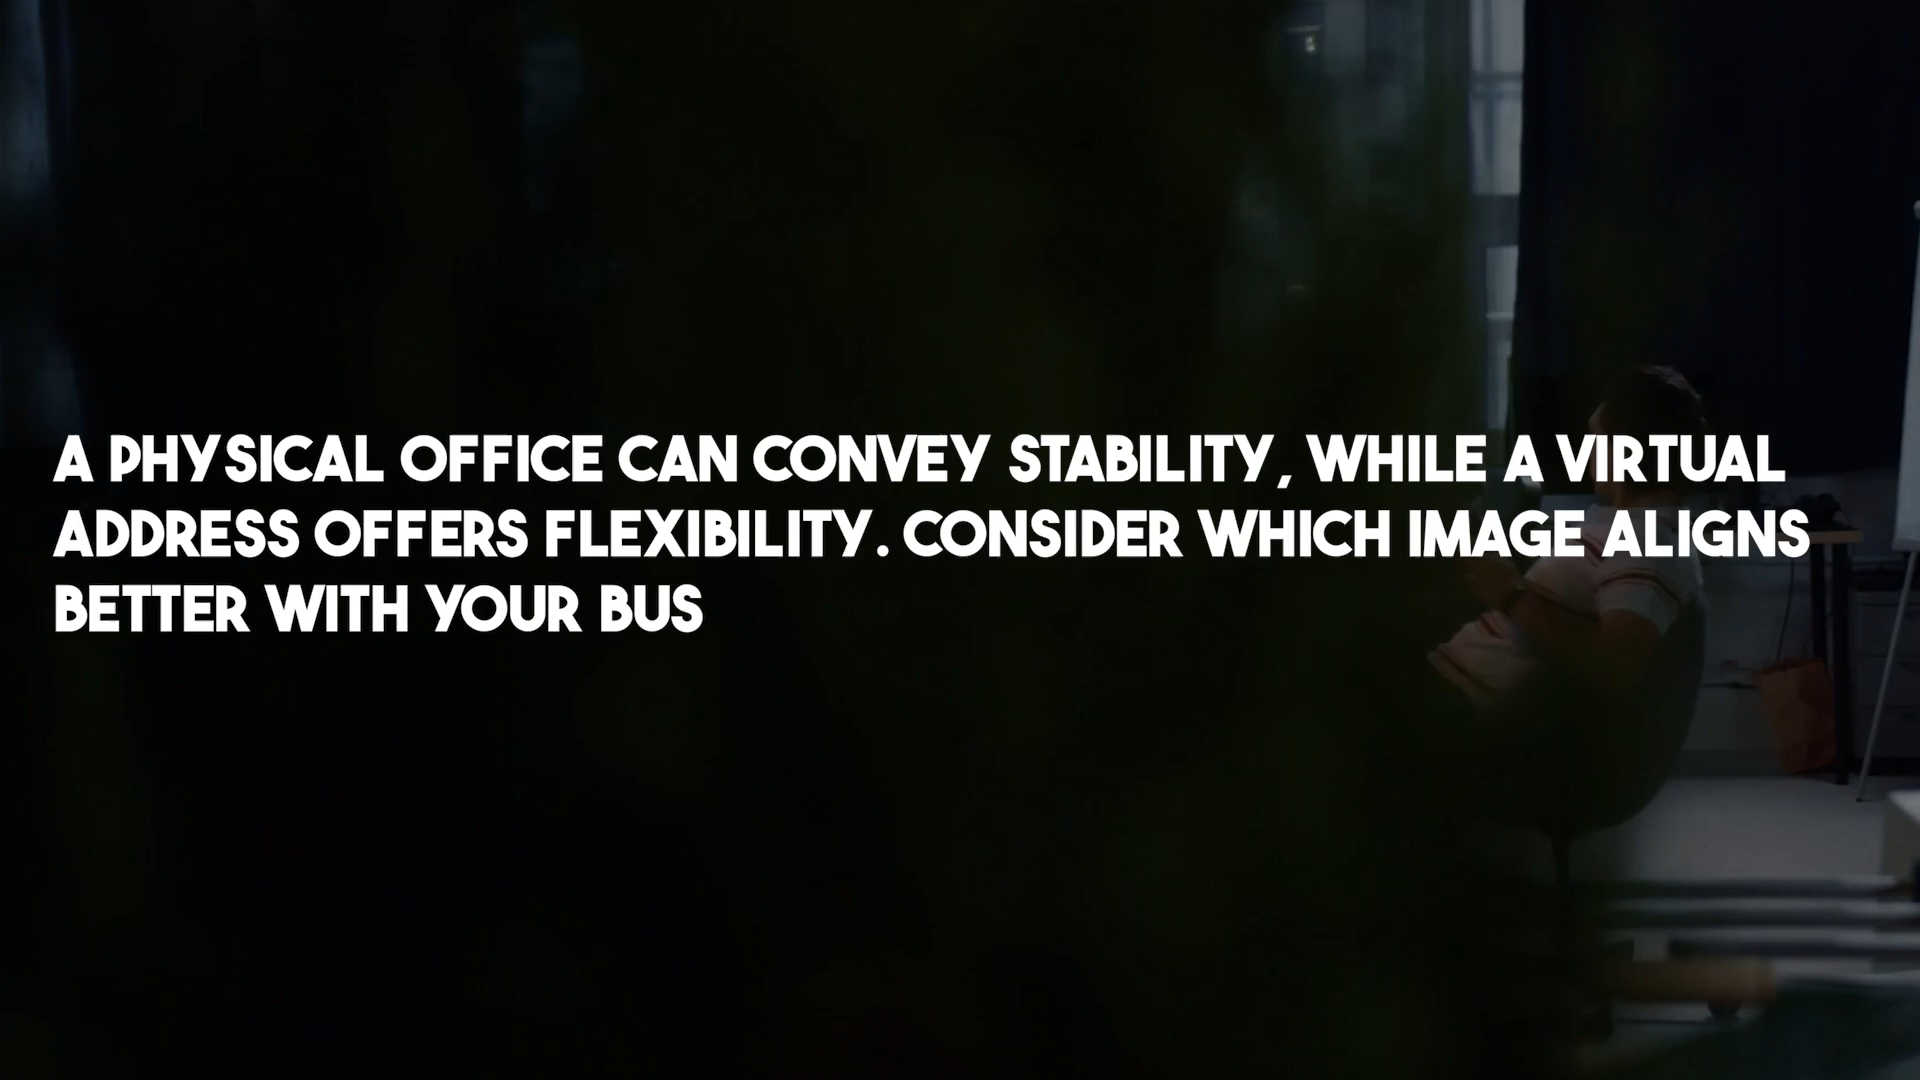 A PHYSICAL OFFICE CAN CONVEY STABILITY, WHILE A VIRTUAL
ADDRESS OFFERS FLEXIBILITY. CONSIDER WHICH IMAGE ALIGNS
BETTER WITH YOUR BUS